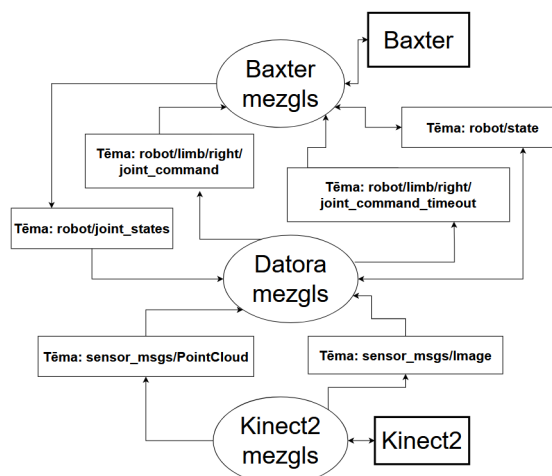 Baxter
Baxter
mezgls
Tēma: robot/state
Tēma: robot/limb/right/
joint_command
Tēma: robot/limb/right/
joint_command_timeout
Tēma: robot/joint_states
Datora
mezgls
Tēma: sensor_msgs/PointCloud
Tēma: sensor_msgs/Image
Kinect2
mezgls
Kinect2